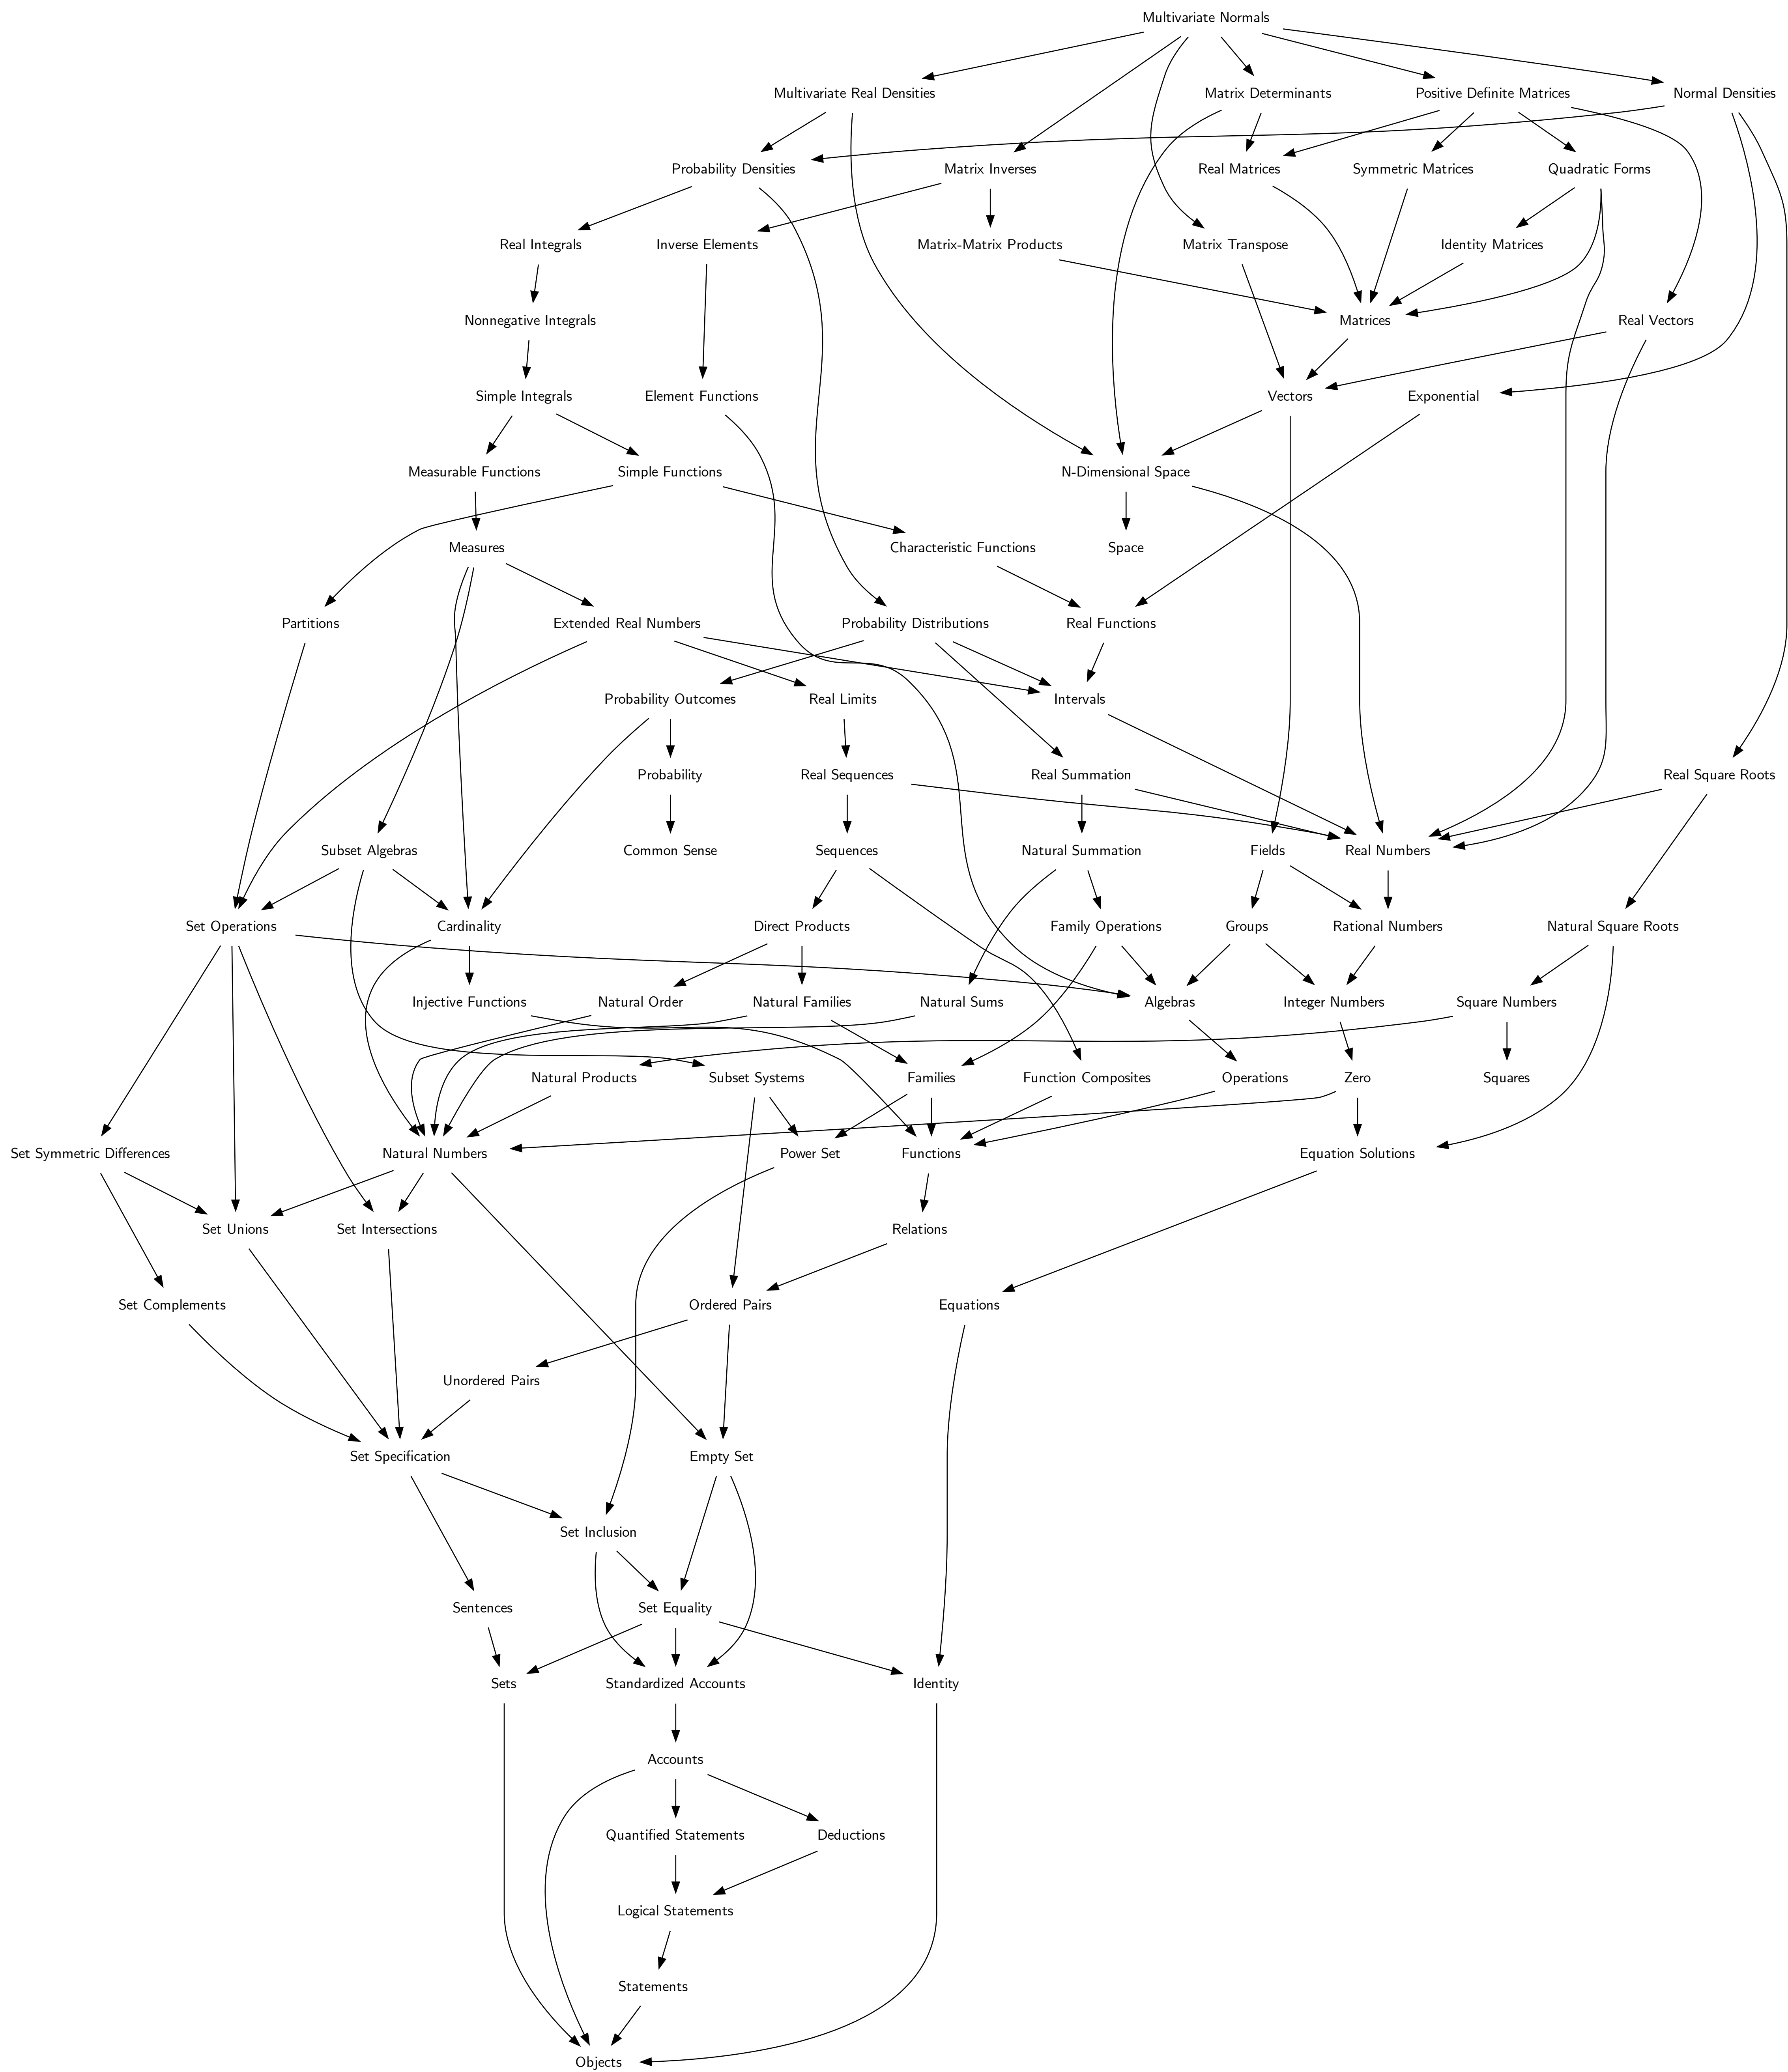 Multivariate Normals
Multivariate Real Densities
Matrix Determinants
Positive Definite Matrices
Normal Densities
Probability Densities
Matrix Inverses
Real Matrices
Symmetric Matrices
Quadratic Forms
Real Integrals
Inverse Elements
Matrix-Matrix Products
Matrix Transpose
Identity Matrices
Nonnegative Integrals
Matrices
Real Vectors
Simple Integrals
Element Functions
Vectors
Exponential
Measurable Functions
Simple Functions
N-Dimensional Space
Measures
Characteristic Functions
Space
Partitions
Extended Real Numbers
Probability Distributions
Real Functions
Probability Outcomes
Real Limits
Intervals
Probability
Real Sequences
Real Summation
Real Square Roots
Subset Algebras
Common Sense
Sequences
Natural Summation
Fields
Real Numbers
Set Operations
Cardinality
Direct Products
Family Operations
Groups
Rational Numbers
Natural Square Roots
Injective Functions
Natural Order
Natural Families
Natural Sums
Algebras
Integer Numbers
Square Numbers
Natural Products
Subset Systems
Families
Function Composites
Operations
Zero
Squares
Set Symmetric Differences
Natural Numbers
Power Set
Functions
Equation Solutions
Set Unions
Set Intersections
Relations
Set Complements
Ordered Pairs
Equations
Unordered Pairs
Set Specification
Empty Set
Set Inclusion
Sentences
Set Equality
Sets
Standardized Accounts
Identity
Accounts
Quantified Statements
Deductions
Logical Statements
Statements
Objects